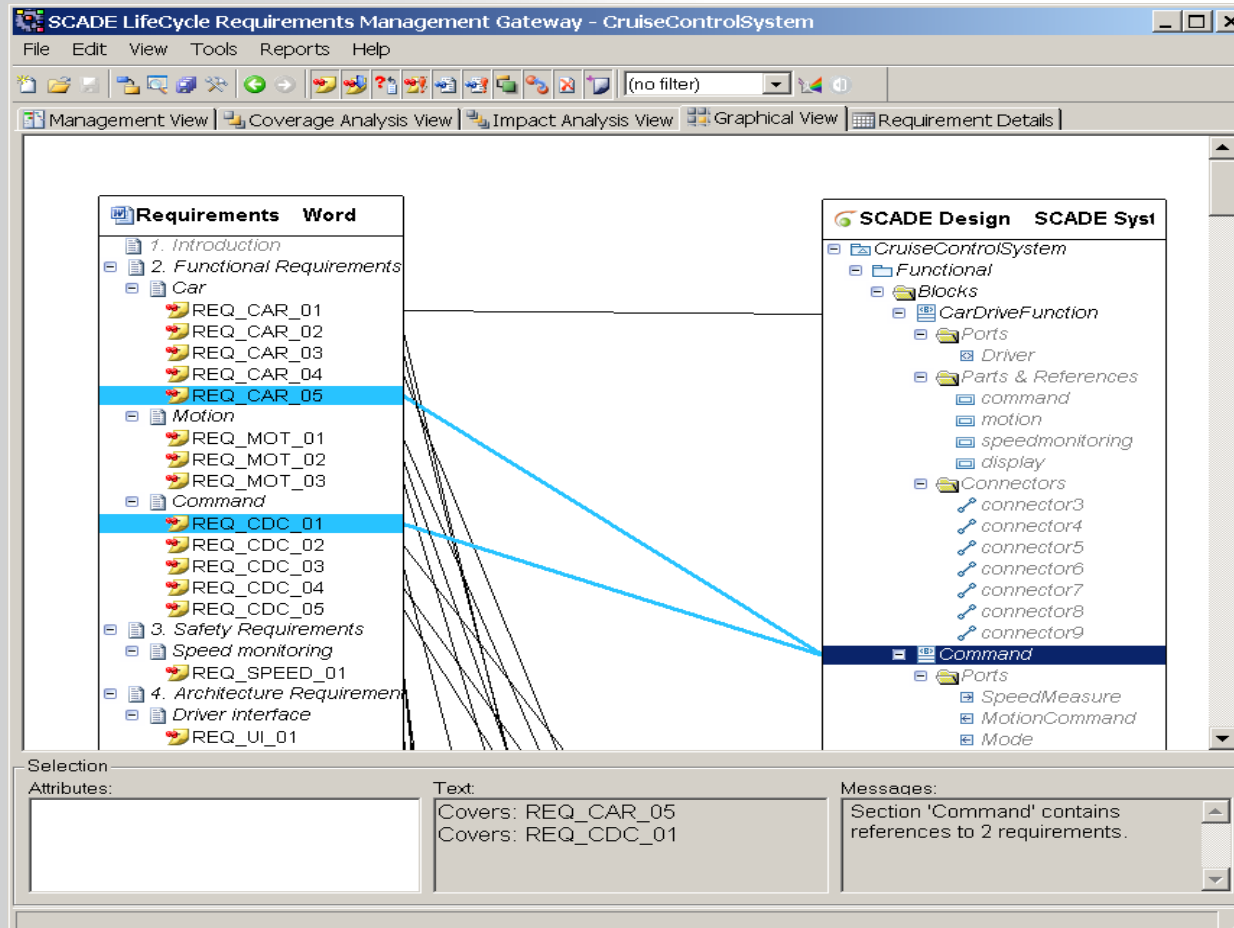 SCADE LifeCycle Requirements Management Gateway - CruiseControlSystem
File Edit View Tools Reports Help
(no filter)
Management View Coverage Analysis View Impact Analysis View Graphical View Requirement Details
Requirements Word
1. Introduction
2. Functional Requirements
Car
REQ_CAR_01
REQ_CAR_02
REQ_CAR_03
REQ_CAR_04
REQ_CAR_05
Motion
REQ_MOT_01
REQ_MOT_02
REQ_MOT_03
Command
REQ_CDC_01
REQ_CDC_02
REQ_CDC_03
REQ_CDC_04
REQ_CDC_05
3. Safety Requirements
Speed monitoring
REQ_SPEED_01
4. Architecture Requiremen
Driver interface
REQ_UI_01
SCADE Design SCADE Syst
CruiseControlSystem
Functional
Blocks
CarDriveFunction
Ports
Driver
Parts & References
command
motion
speedmonitoring
display
Connectors
connector3
connector4
connector5
connector6
connector7
connector8
connector9
Command
Ports
SpeedMeasure
MotionCommand
Mode
Selection
Attributes:
Text:
Covers: REQ_CAR_05
Covers: REQ_CDC_01
Messages:
Section 'Command' contains
references to 2 requirements.